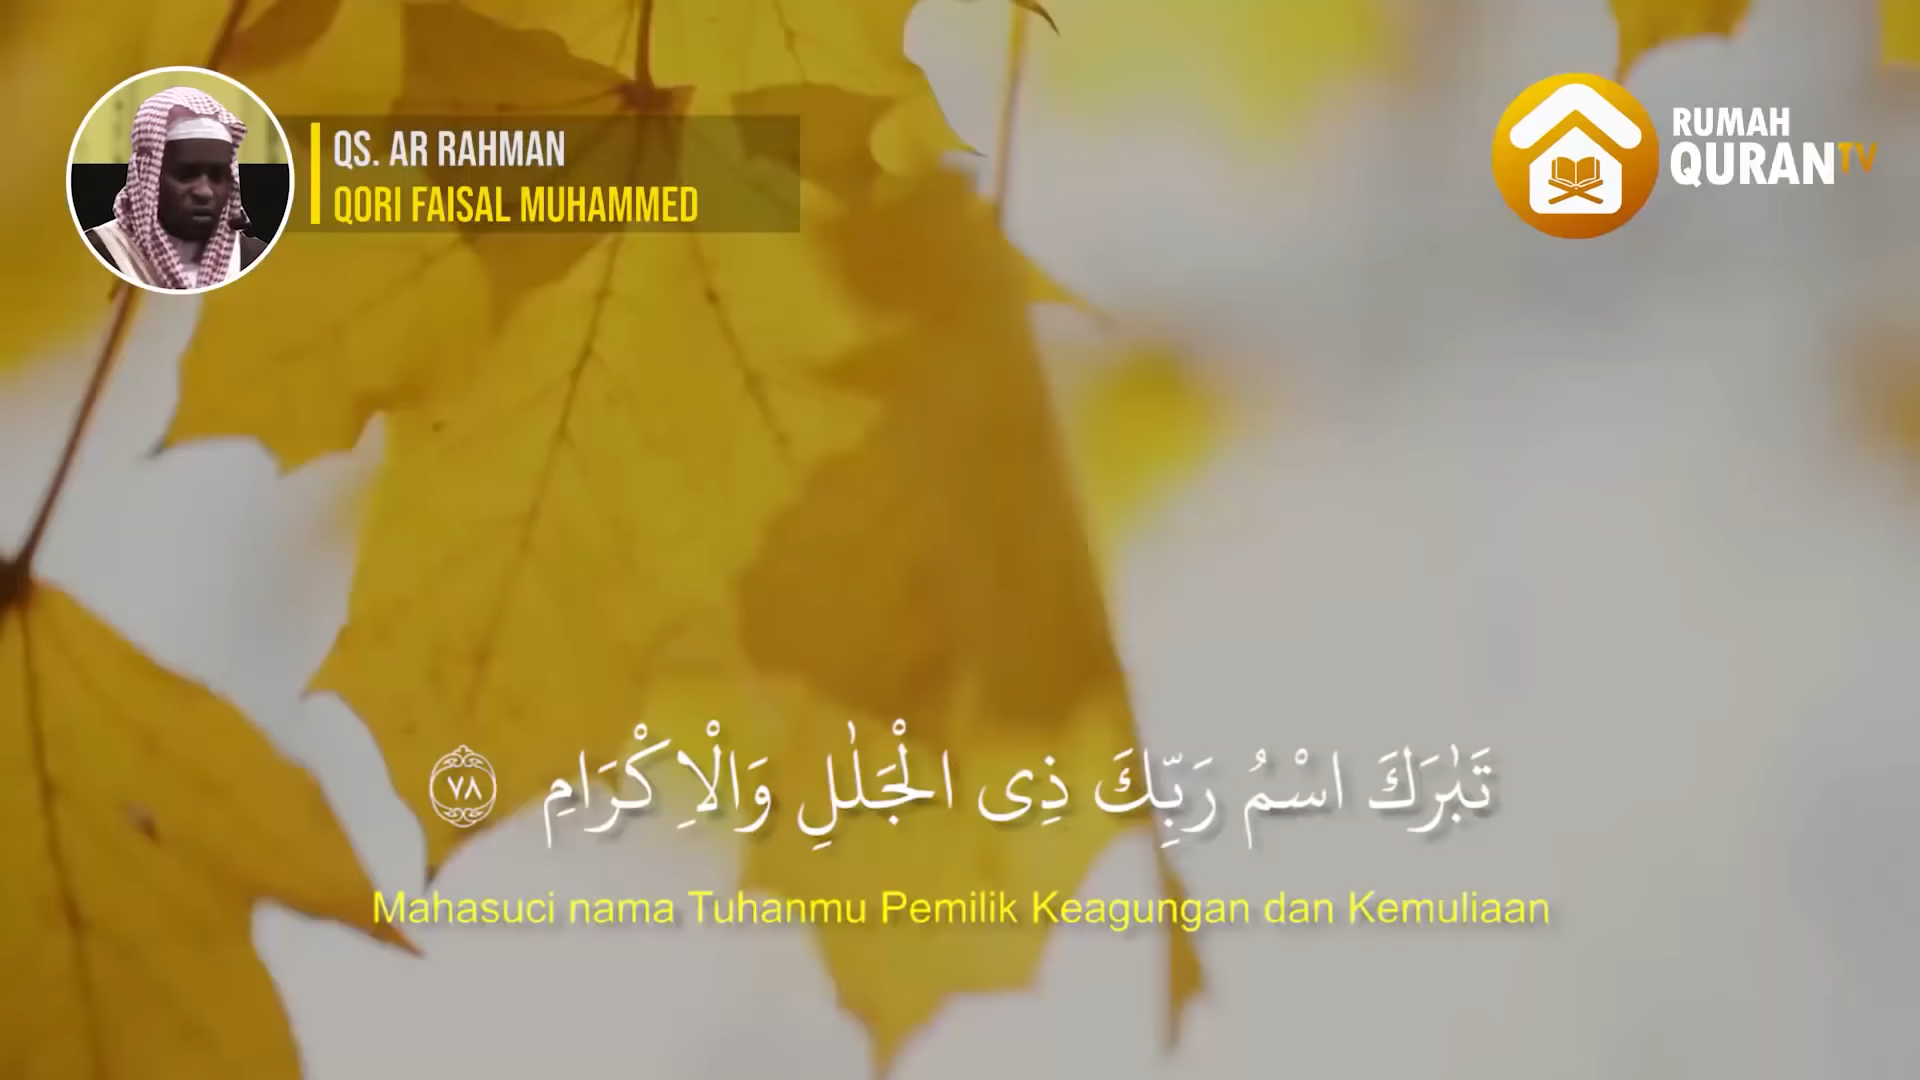 QS. AR RAHMAN
QORI FAISAL MUHAMMED
RUMAH
QURANTV
تَبٰرَكَ اسْمُ رَبِّكَ ذِى الْجَلٰلِ وَالْاِكْرَامِ ٧٨
Mahasuci nama Tuhanmu Pemilik Keagungan dan Kemuliaan